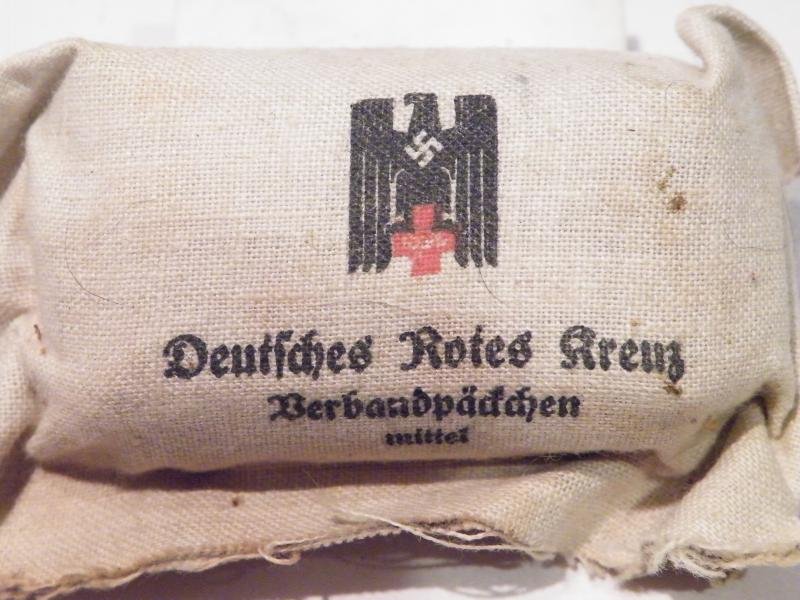 Deutsches Rotes Kreuz
Verbandpäckchen
mittel